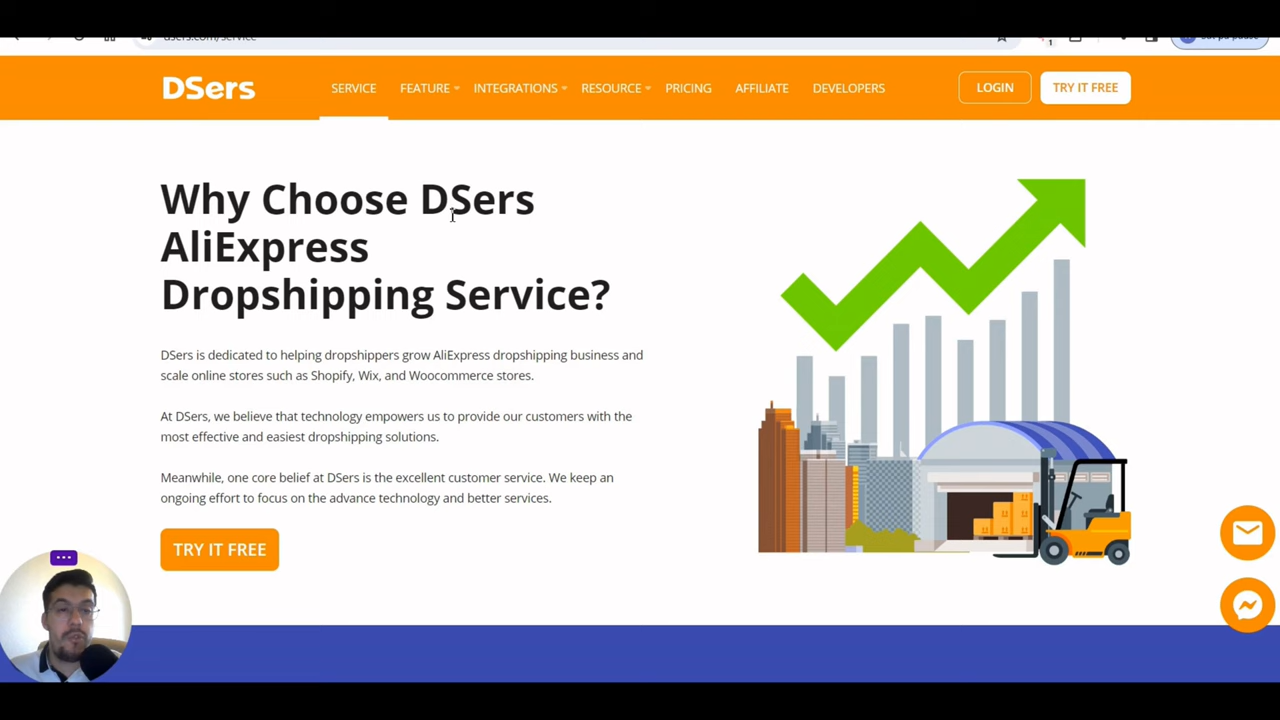 DSers
SERVICE
FEATURE
INTEGRATIONS
RESOURCE
PRICING
AFFILIATE
DEVELOPERS
LOGIN
TRY IT FREE
Why Choose DSers
AliExpress
Dropshipping Service?
DSers is dedicated to helping dropshippers grow AliExpress dropshipping business and
scale online stores such as Shopify, Wix, and Woocommerce stores.
At DSers, we believe that technology empowers us to provide our customers with the
most effective and easiest dropshipping solutions.
Meanwhile, one core belief at DSers is the excellent customer service. We keep an
ongoing effort to focus on the advance technology and better services.
TRY IT FREE